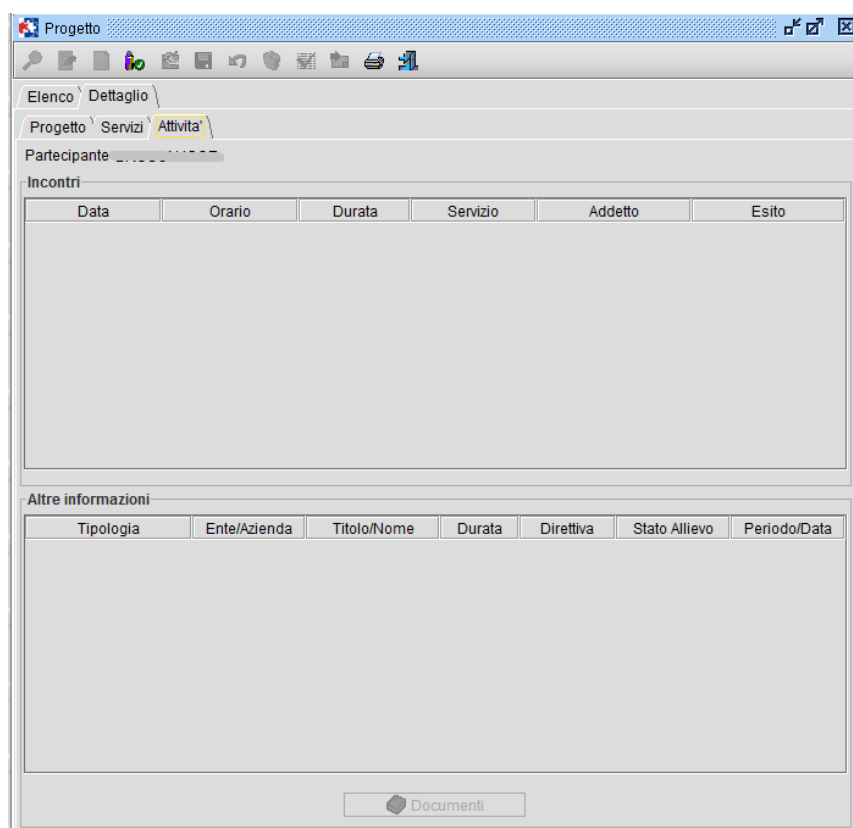 Progetto
Elenco Dettaglio
Progetto Servizi Attivita'
Partecipante
Incontri
Data Orario Durata Servizio Addetto Esito
Altre informazioni
Tipologia Ente/Azienda Titolo/Nome Durata Direttiva Stato Allievo Periodo/Data
Documenti